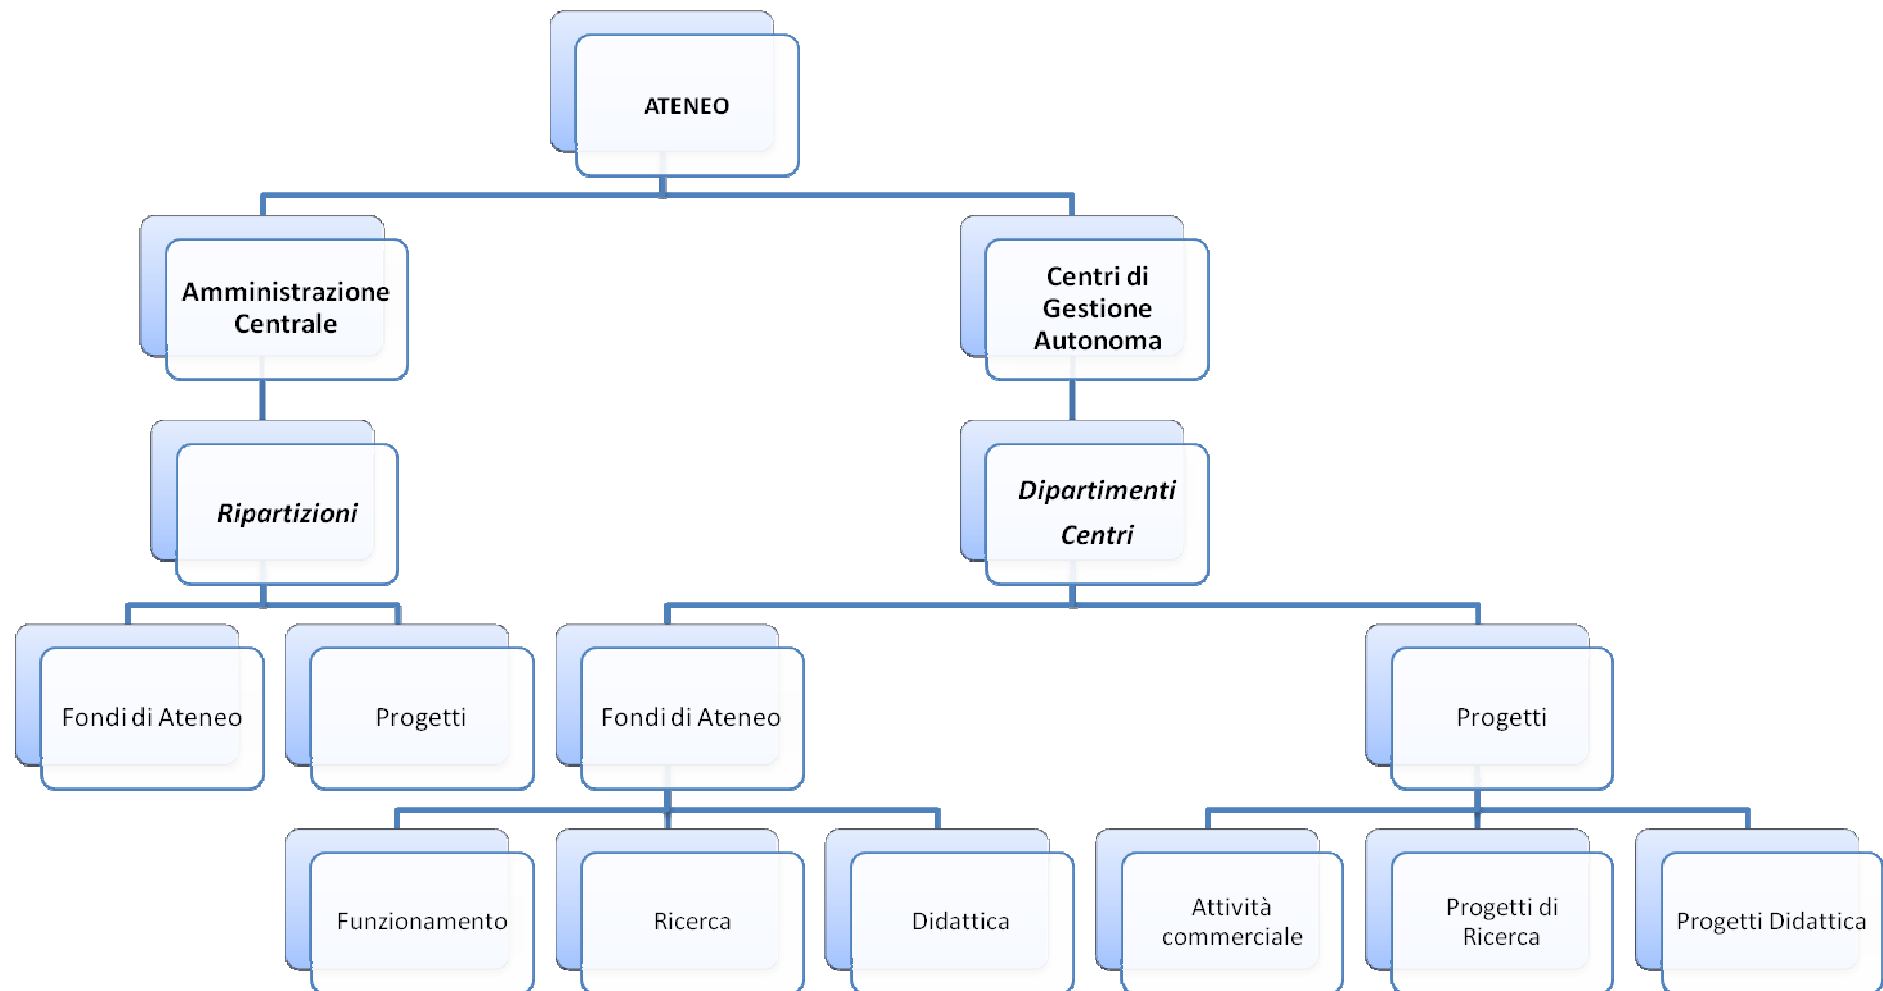 ATENEO
Amministrazione
Centrale
Centri di
Gestione
Autonoma
Ripartizioni
Dipartimenti
Centri
Fondi di Ateneo
Progetti
Fondi di Ateneo
Progetti
Funzionamento
Ricerca
Didattica
Attività
commerciale
Progetti di
Ricerca
Progetti Didattica